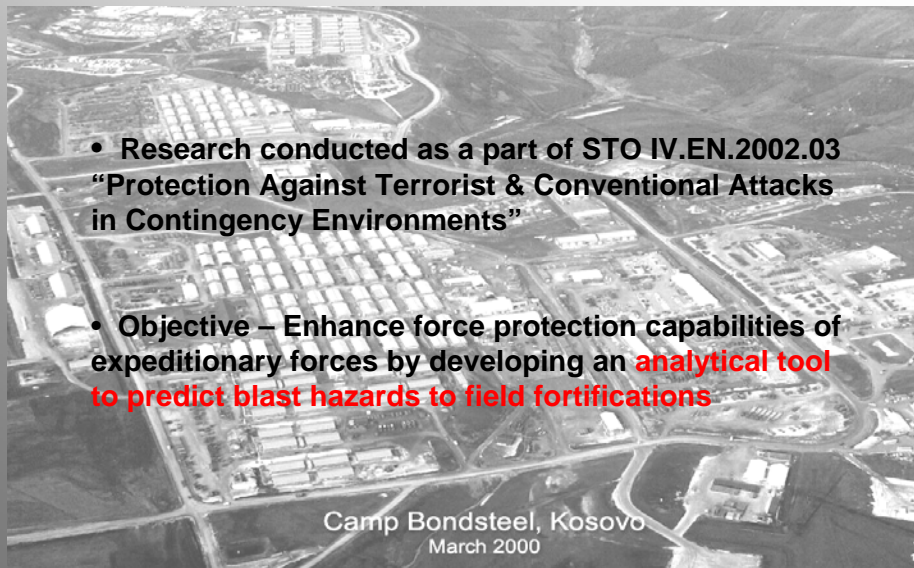 • Research conducted as a part of STO IV.EN.2002.03
“Protection Against Terrorist & Conventional Attacks
in Contingency Environments”
• Objective – Enhance force protection capabilities of
expeditionary forces by developing an analytical tool
to predict blast hazards to field fortifications
Camp Bondsteel, Kosovo
March 2000